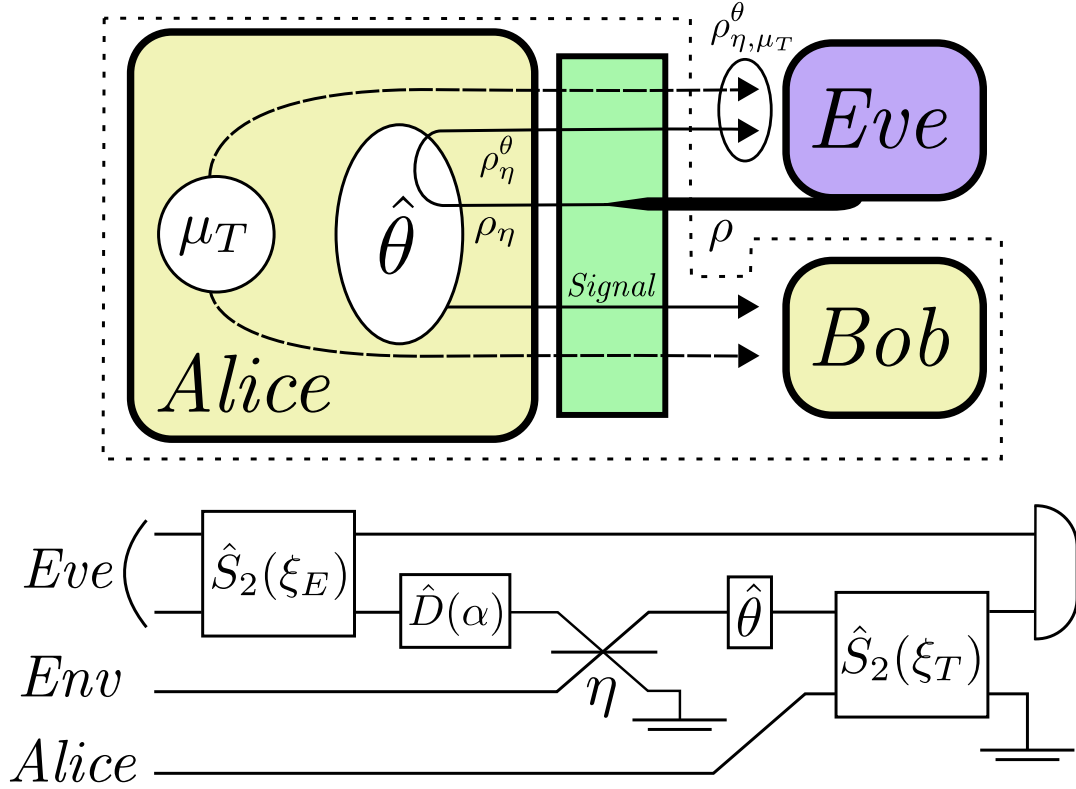 ρ^θ_{η,μ_T}
Eve
ρ^θ_η
μ_T
θ̂
ρ_η
ρ
Signal
Bob
Alice
Eve
Ŝ_2(ξ_E)
D̂(α)
θ̂
Ŝ_2(ξ_T)
Env
η
Alice